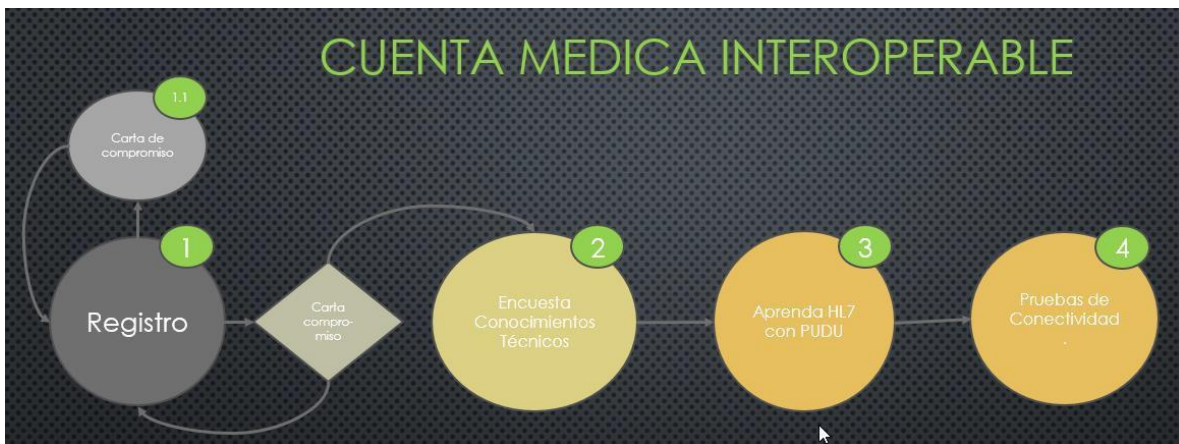 CUENTA MEDICA INTEROPERABLE
1.1
Carta de
compromiso
1
Registro
Carta
compro-
miso
2
Encuesta
Conocimientos
Técnicos
3
Aprenda HL7
con PUDU
4
Pruebas de
Conectividad
.